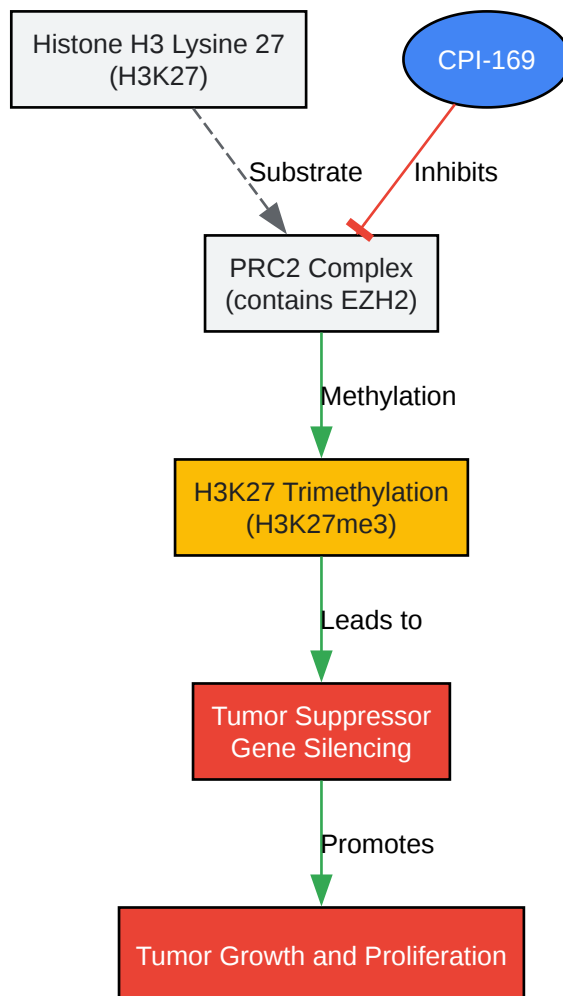 Histone H3 Lysine 27
(H3K27)
CPI-169
Substrate
Inhibits
PRC2 Complex
(contains EZH2)
Methylation
H3K27 Trimethylation
(H3K27me3)
Leads to
Tumor Suppressor
Gene Silencing
Promotes
Tumor Growth and Proliferation